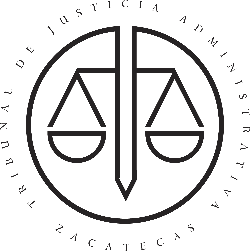 TRIBUNAL DE JUSTICIA ADMINISTRATIVA
ZACATECAS